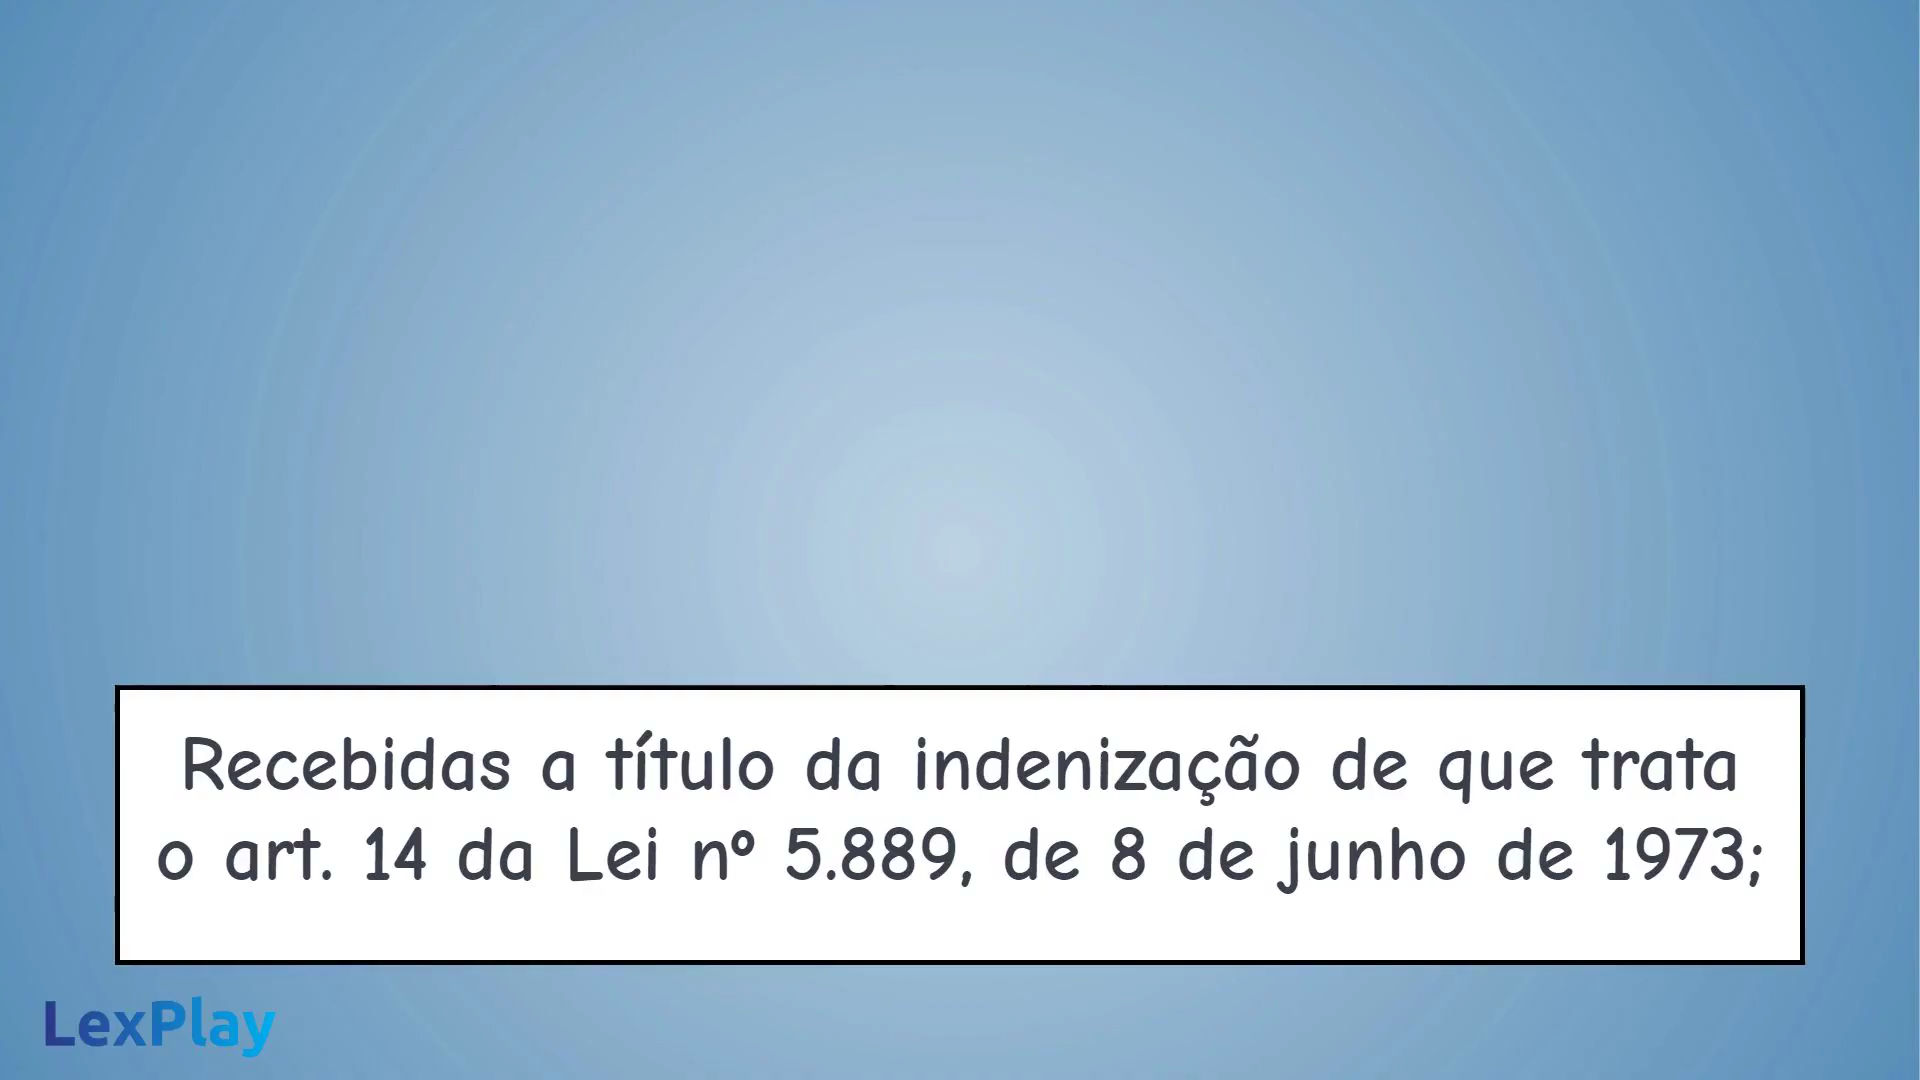 Recebidas a título da indenização de que trata
o art. 14 da Lei nº 5.889, de 8 de junho de 1973;
LexPlay